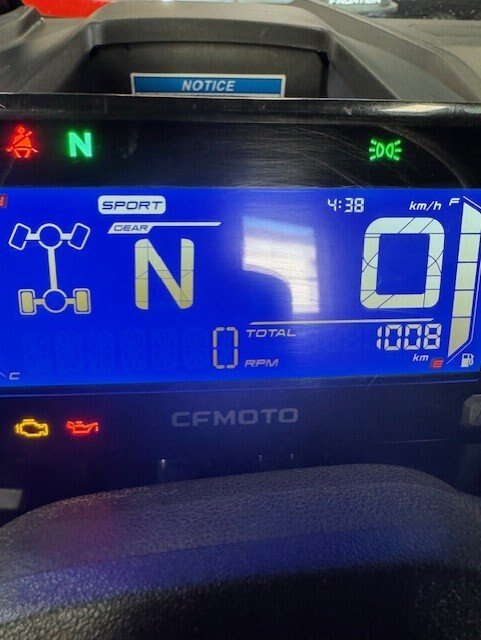 NOTICE
N
SPORT
4:38 km/h F
GEAR
N 0
0 TOTAL 1008
RPM km E
C
CFMOTO